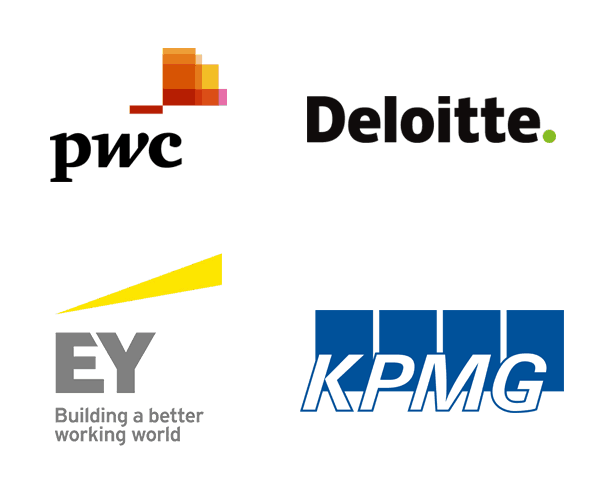 pwc
Deloitte.
EY
Building a better
working world
KPMG